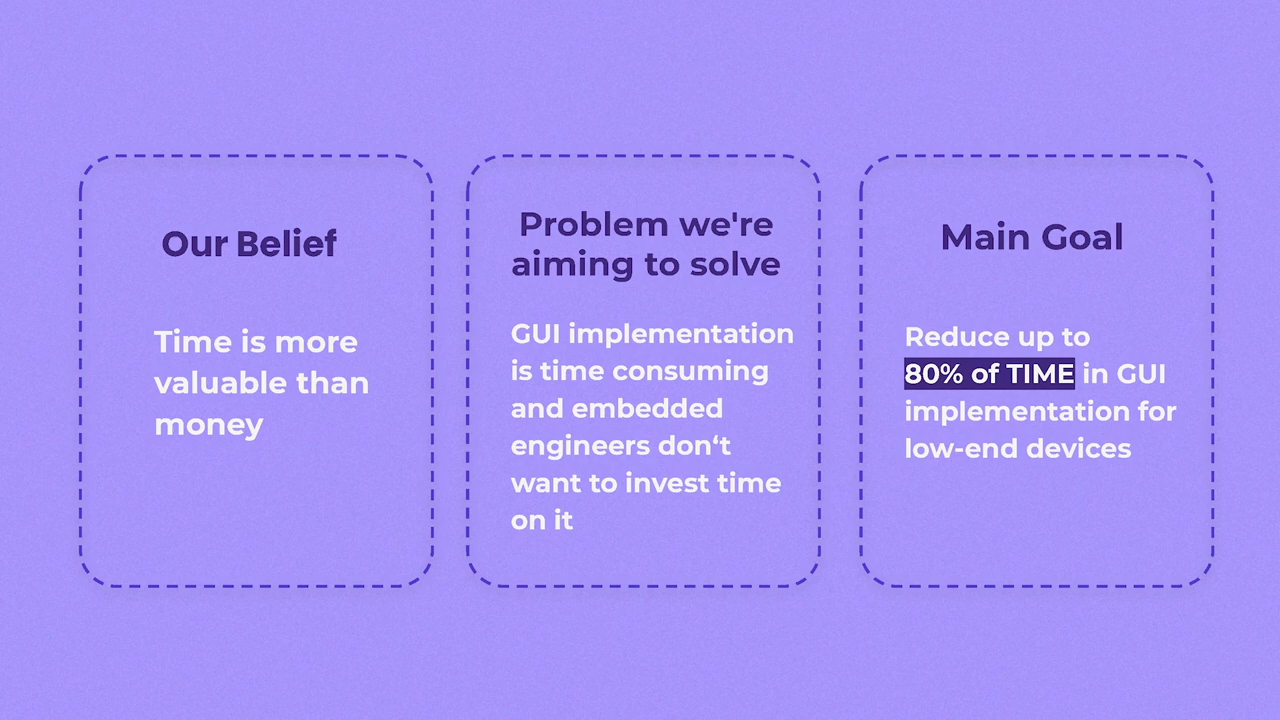 Our Belief
Time is more
valuable than
money
Problem we're
aiming to solve
GUI implementation
is time consuming
and embedded
engineers don‘t
want to invest time
on it
Main Goal
Reduce up to
80% of TIME in GUI
implementation for
low-end devices